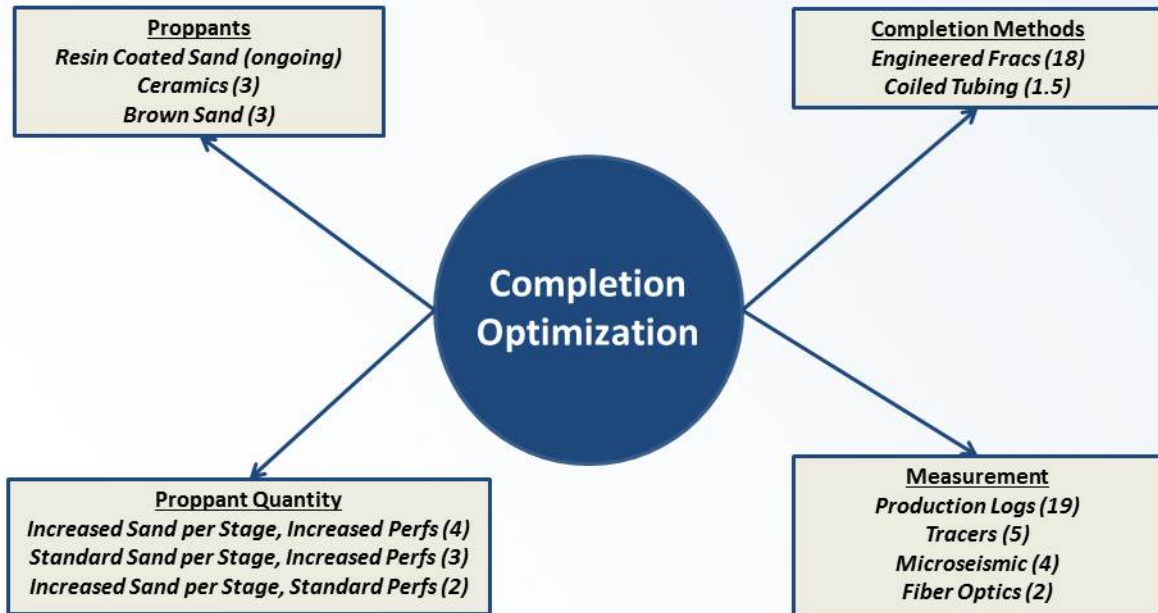 Proppants
Resin Coated Sand (ongoing)
Ceramics (3)
Brown Sand (3)
Completion Methods
Engineered Fracs (18)
Coiled Tubing (1.5)
Completion
Optimization
Proppant Quantity
Increased Sand per Stage, Increased Perfs (4)
Standard Sand per Stage, Increased Perfs (3)
Increased Sand per Stage, Standard Perfs (2)
Measurement
Production Logs (19)
Tracers (5)
Microseismic (4)
Fiber Optics (2)